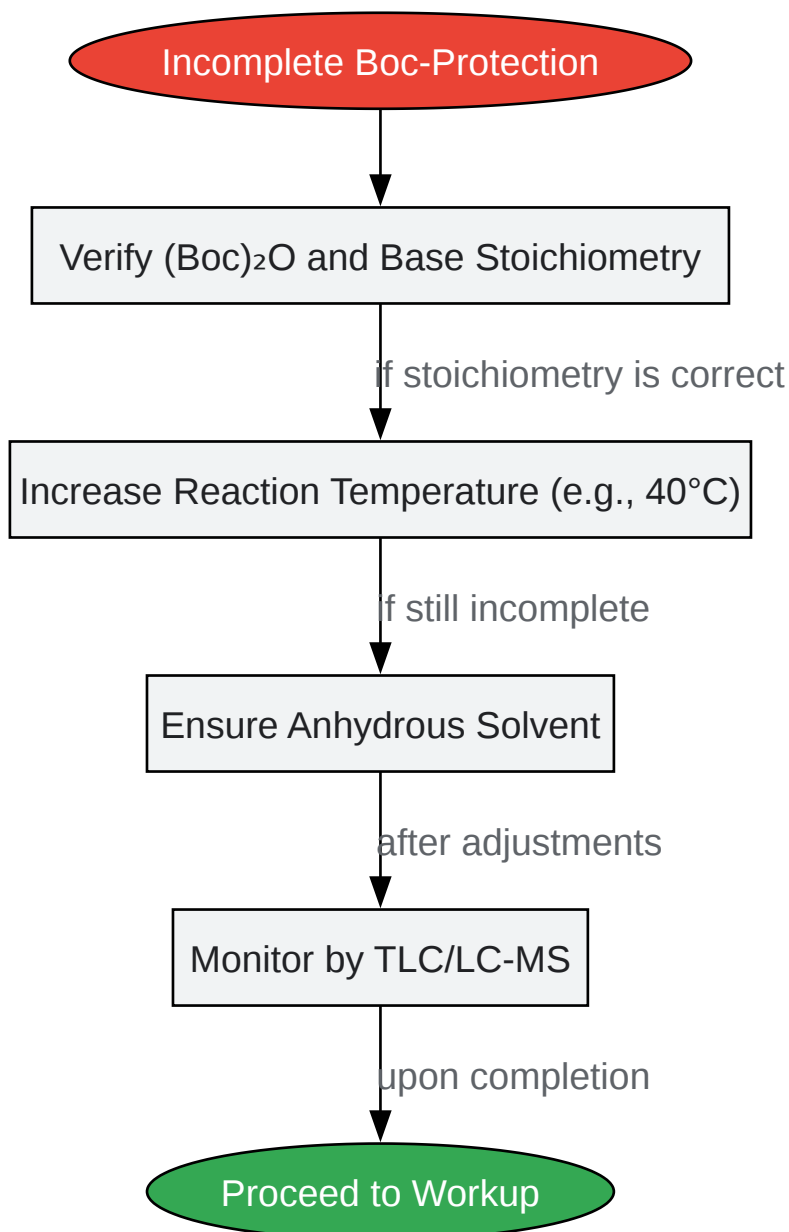 Incomplete Boc-Protection
Verify (Boc)₂O and Base Stoichiometry
if stoichiometry is correct
Increase Reaction Temperature (e.g., 40°C)
if still incomplete
Ensure Anhydrous Solvent
after adjustments
Monitor by TLC/LC-MS
upon completion
Proceed to Workup